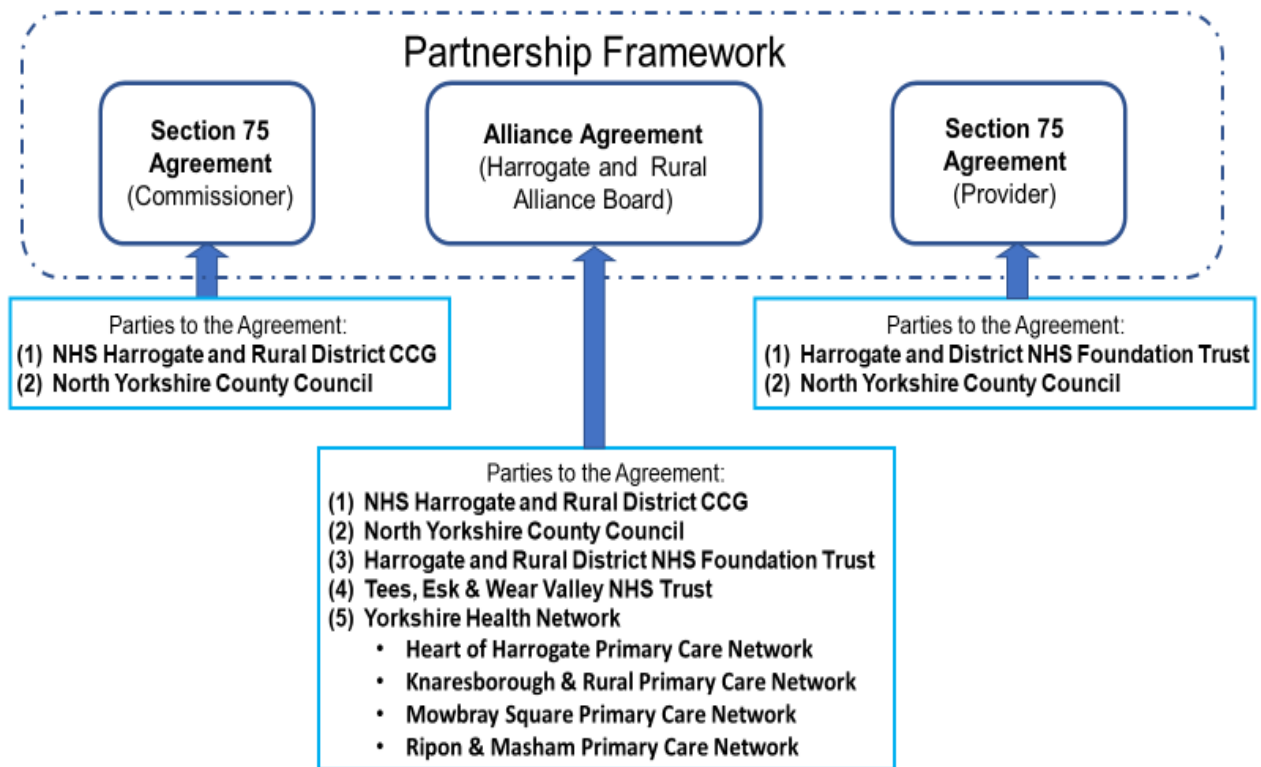 Partnership Framework
Section 75
Agreement
(Commissioner)
Alliance Agreement
(Harrogate and Rural
Alliance Board)
Section 75
Agreement
(Provider)
Parties to the Agreement:
(1) NHS Harrogate and Rural District CCG
(2) North Yorkshire County Council
Parties to the Agreement:
(1) Harrogate and District NHS Foundation Trust
(2) North Yorkshire County Council
Parties to the Agreement:
(1) NHS Harrogate and Rural District CCG
(2) North Yorkshire County Council
(3) Harrogate and Rural District NHS Foundation Trust
(4) Tees, Esk & Wear Valley NHS Trust
(5) Yorkshire Health Network
• Heart of Harrogate Primary Care Network
• Knaresborough & Rural Primary Care Network
• Mowbray Square Primary Care Network
• Ripon & Masham Primary Care Network